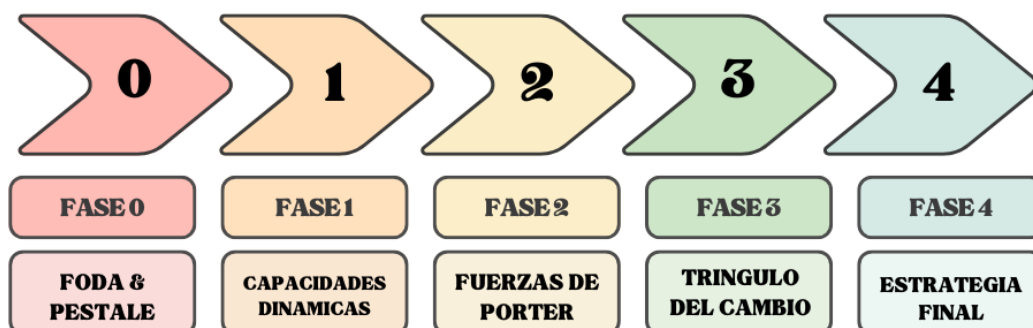 0
1
2
3
4
FASE 0
FASE 1
FASE 2
FASE 3
FASE 4
FODA &
PESTALE
CAPACIDADES
DINAMICAS
FUERZAS DE
PORTER
TRINGULO
DEL CAMBIO
ESTRATEGIA
FINAL